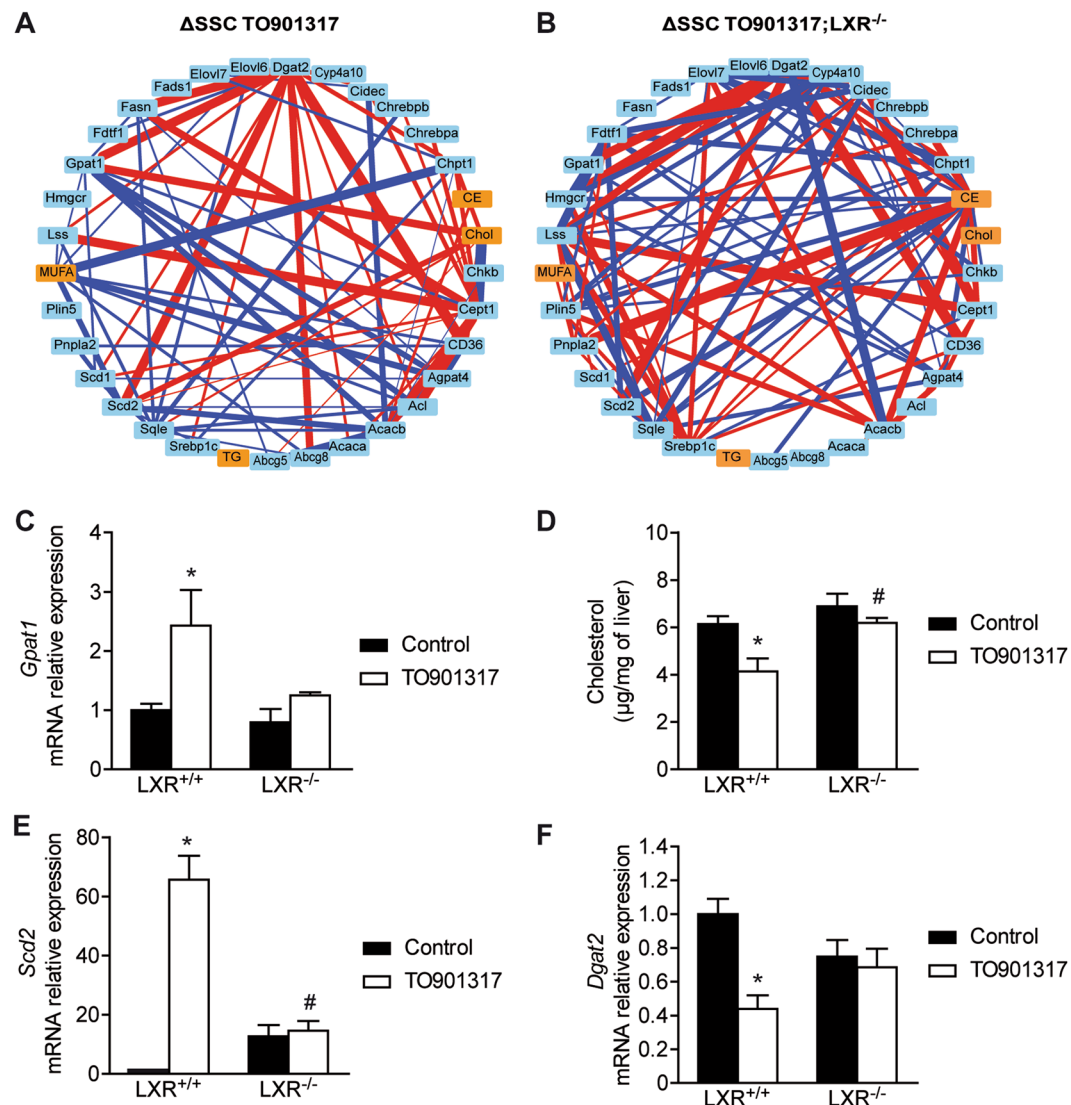 A
ΔSSC TO901317
B
ΔSSC TO901317;LXR-/-
Elovl7
Elovl6
Dgat2
Cyp4a10
Cidec
Chrebpb
Chrebpa
Chpt1
CE
Chol
Chkb
Cept1
CD36
Agpat4
Acl
Acacb
Acaca
Abcg8
Abcg5
TG
Srebp1c
Sqle
Scd2
Scd1
Pnpla2
Plin5
MUFA
Lss
Hmgcr
Gpat1
Fdtf1
Fasn
Fads1
Elovl7
Elovl6
Dgat2
Cyp4a10
Cidec
Chrebpb
Chrebpa
Chpt1
CE
Chol
Chkb
Cept1
CD36
Agpat4
Acl
Acacb
Acaca
Abcg8
Abcg5
TG
Srebp1c
Sqle
Scd2
Scd1
Pnpla2
Plin5
MUFA
Lss
Hmgcr
Gpat1
Fdtf1
Fasn
Fads1
C
Gpat1
mRNA relative expression
4
3
2
1
0
*
LXR+/+
LXR-/-
Control
TO901317
D
Cholesterol
(µg/mg of liver)
10
8
6
4
2
0
*
#
LXR+/+
LXR-/-
Control
TO901317
E
Scd2
mRNA relative expression
80
60
40
20
0
*
#
LXR+/+
LXR-/-
Control
TO901317
F
Dgat2
mRNA relative expression
1.4
1.2
1.0
0.8
0.6
0.4
0.2
0
*
LXR+/+
LXR-/-
Control
TO901317